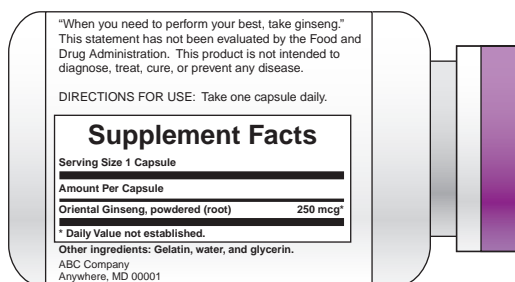 “When you need to perform your best, take ginseng.”
This statement has not been evaluated by the Food and
Drug Administration.  This product is not intended to
diagnose, treat, cure, or prevent any disease.
DIRECTIONS FOR USE:  Take one capsule daily.
Supplement Facts
Serving Size 1 Capsule
Amount Per Capsule
Oriental Ginseng, powdered (root) 250 mcg*
* Daily Value not established.
Other ingredients: Gelatin, water, and glycerin.
ABC Company
Anywhere, MD 00001